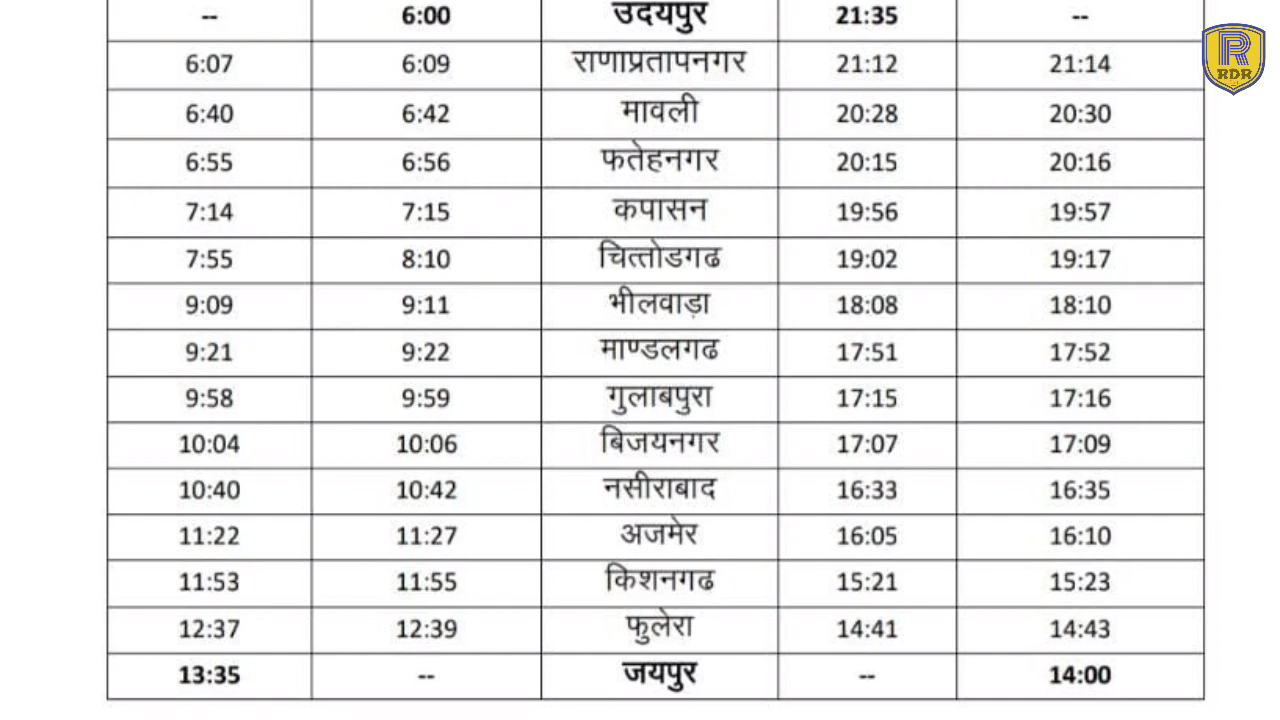 -- 6:00 उदयपुर 21:35 --
6:07 6:09 राणाप्रतापनगर 21:12 21:14
6:40 6:42 मावली 20:28 20:30
6:55 6:56 फतेहनगर 20:15 20:16
7:14 7:15 कपासन 19:56 19:57
7:55 8:10 चित्तोडगढ 19:02 19:17
9:09 9:11 भीलवाड़ा 18:08 18:10
9:21 9:22 माण्डलगढ 17:51 17:52
9:58 9:59 गुलाबपुरा 17:15 17:16
10:04 10:06 बिजयनगर 17:07 17:09
10:40 10:42 नसीराबाद 16:33 16:35
11:22 11:27 अजमेर 16:05 16:10
11:53 11:55 किशनगढ 15:21 15:23
12:37 12:39 फुलेरा 14:41 14:43
13:35 -- जयपुर -- 14:00
R
RDR